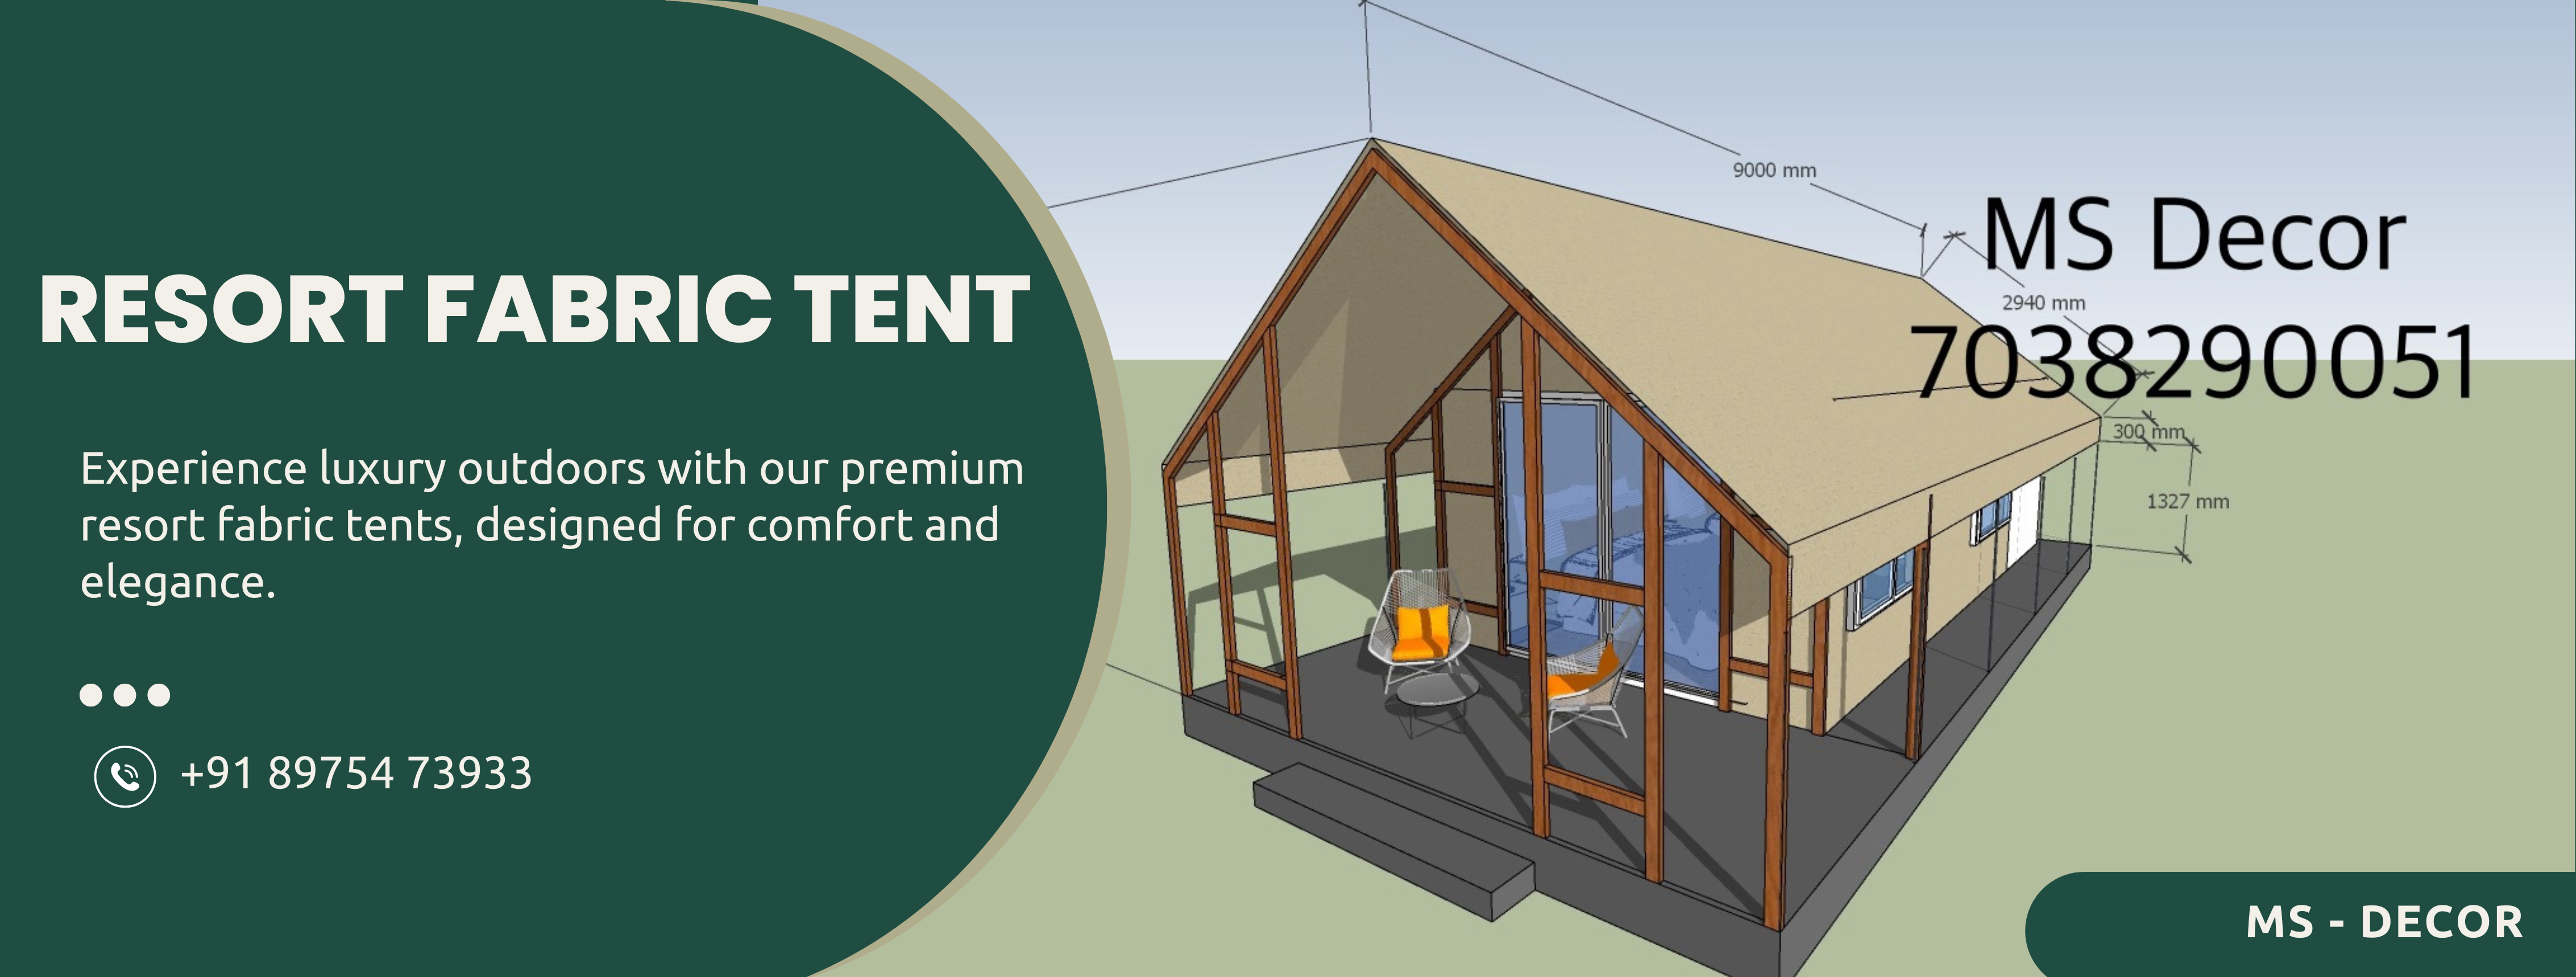 RESORT FABRIC TENT
Experience luxury outdoors with our premium
resort fabric tents, designed for comfort and
elegance.
+91 89754 73933
9000 mm
MS Decor
2940 mm
7038290051
300 mm
1327 mm
MS - DECOR